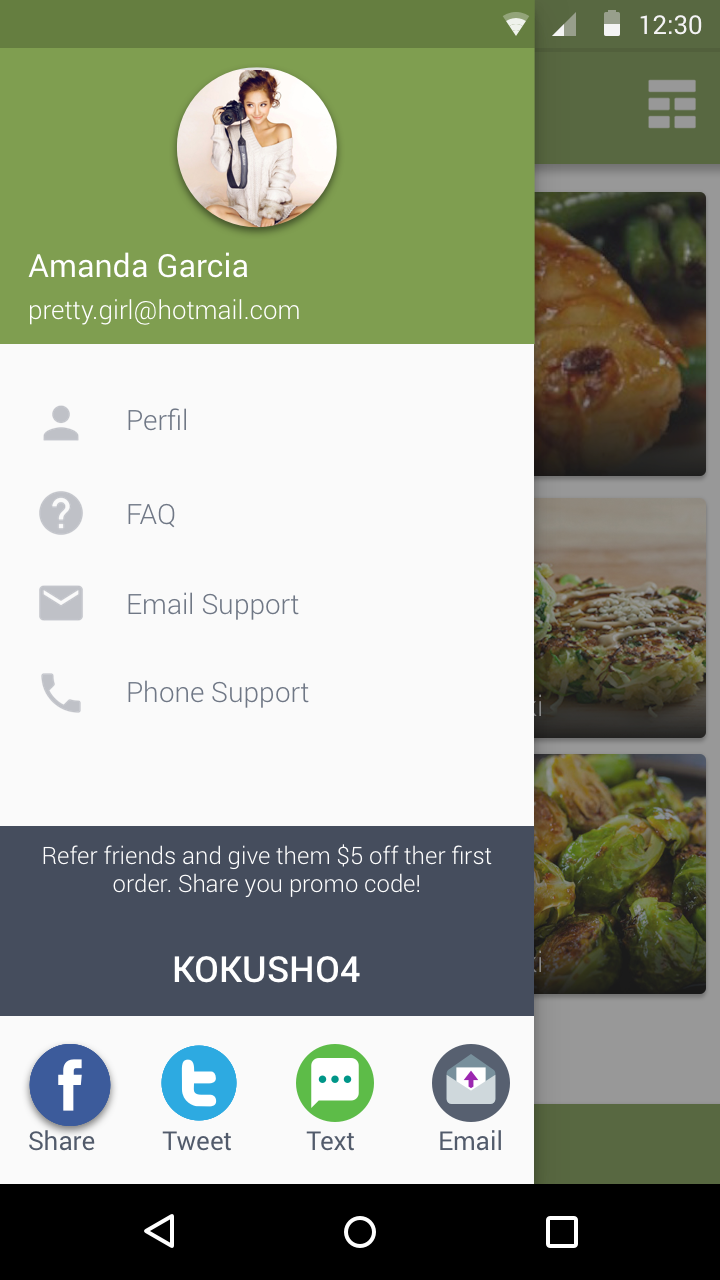 12:30
Amanda Garcia
pretty.girl@hotmail.com
Perfil
FAQ
Email Support
Phone Support
Refer friends and give them $5 off ther first
order. Share you promo code!
KOKUSHO4
Share Tweet Text Email